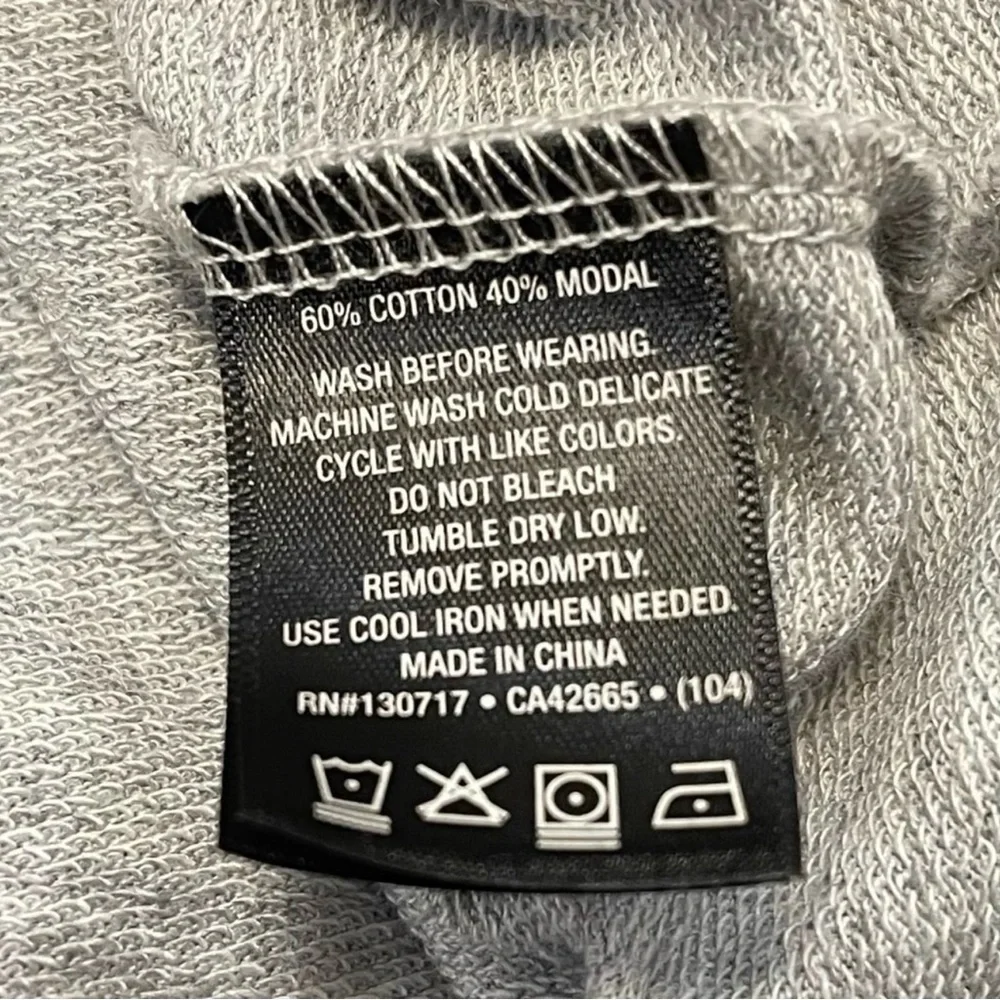 60% COTTON 40% MODAL
WASH BEFORE WEARING.
MACHINE WASH COLD DELICATE
CYCLE WITH LIKE COLORS.
DO NOT BLEACH
TUMBLE DRY LOW.
REMOVE PROMPTLY.
USE COOL IRON WHEN NEEDED.
MADE IN CHINA
RN#130717 • CA42665 • (104)